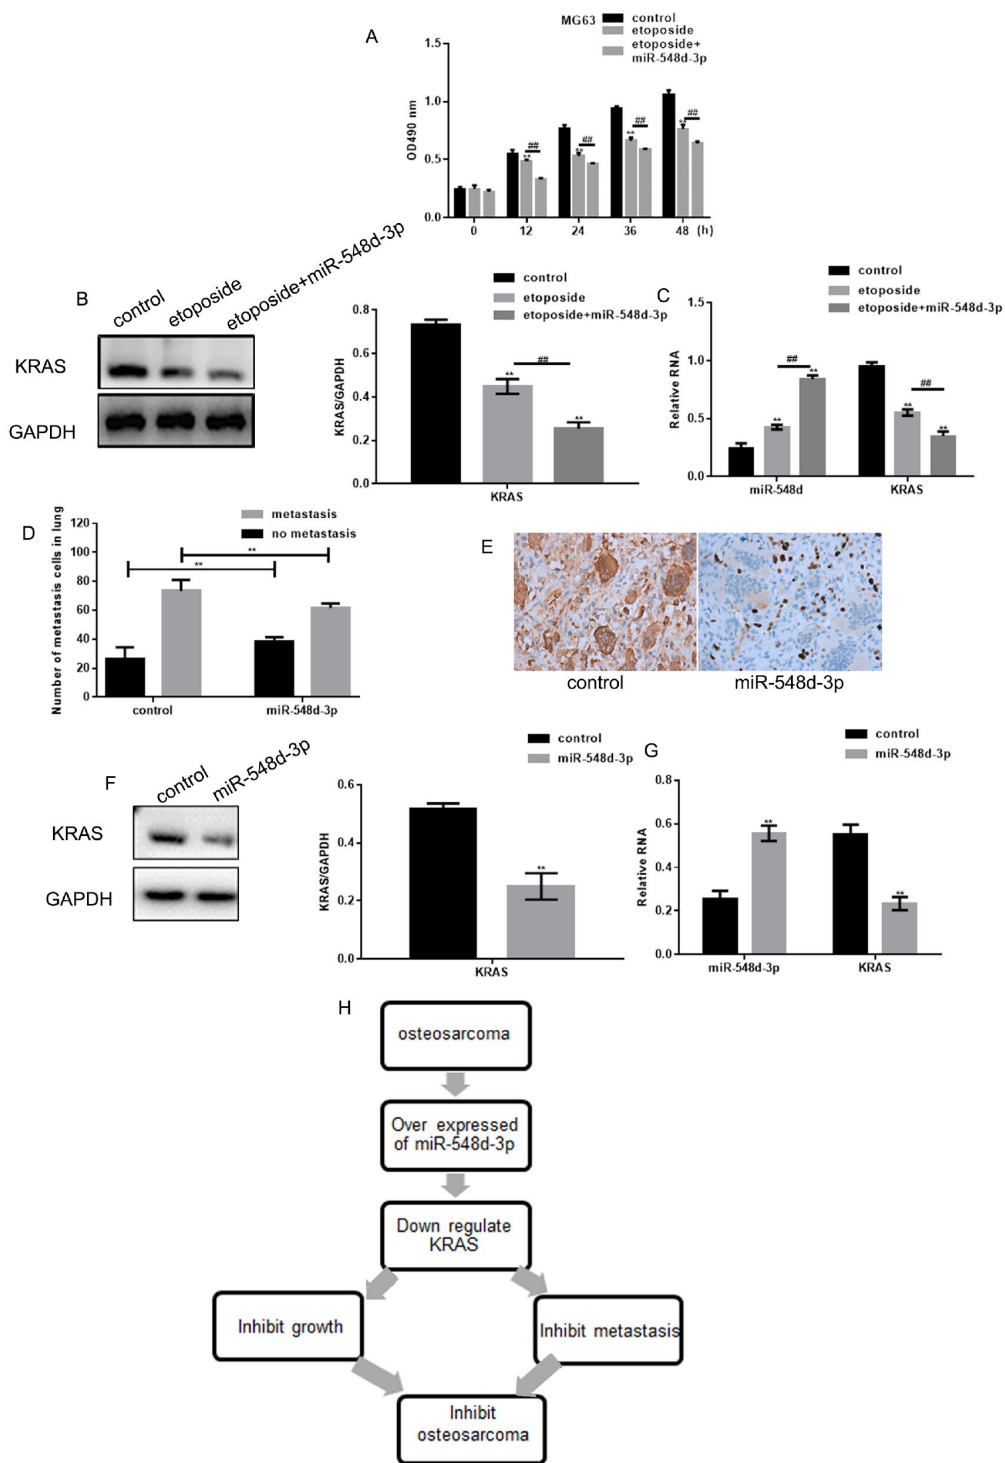 A
MG63
control
etoposide
etoposide+
miR-548d-3p
OD490 nm
1.5
1.0
0.5
0.0
** ## ** ## ** ## ** ##
0 12 24 36 48 (h)
B
control etoposide etoposide+miR-548d-3p
KRAS
GAPDH
control
etoposide
etoposide+miR-548d-3p
KRAS/GAPDH
0.8
0.6
0.4
0.2
0.0
##
**
**
KRAS
C
control
etoposide
etoposide+miR-548d-3p
Relative RNA
1.5
1.0
0.5
0.0
** ## ** ** ## **
miR-548d KRAS
D
metastasis
no metastasis
Number of metastasis cells in lung
120
100
80
60
40
20
0
**
**
control miR-548d-3p
E
control miR-548d-3p
F
control miR-548d-3p
KRAS
GAPDH
control
miR-548d-3p
KRAS/GAPDH
0.6
0.4
0.2
0.0
**
KRAS
G
control
miR-548d-3p
Relative RNA
0.8
0.6
0.4
0.2
0.0
** **
miR-548d-3p KRAS
H
osteosarcoma
Over expressed
of miR-548d-3p
Down regulate
KRAS
Inhibit growth
Inhibit metastasis
Inhibit
osteosarcoma